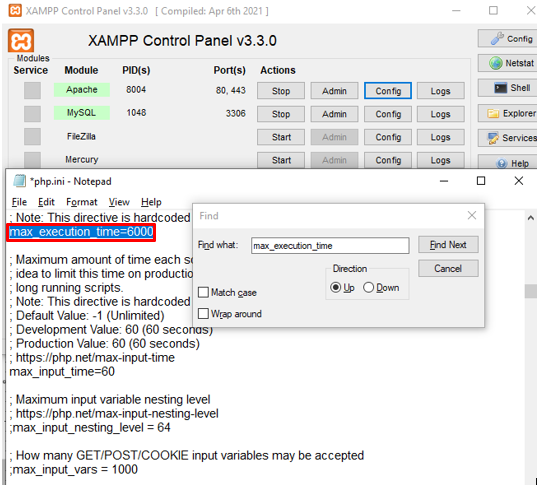 XAMPP Control Panel v3.3.0 [ Compiled: Apr 6th 2021 ]
XAMPP Control Panel v3.3.0
Config
Modules
Service Module PID(s) Port(s) Actions
Netstat
Apache 8004 80, 443 Stop Admin Config Logs
Shell
MySQL 1048 3306 Stop Admin Config Logs
Explorer
FileZilla Start Admin Config Logs
Services
Mercury Start Admin Config Logs
Help
*php.ini - Notepad
File Edit Format View Help
; Note: This directive is hardcoded
max_execution_time=6000
; Maximum amount of time each
; idea to limit this time on
; long running scripts.
; Note: This directive is hardcoded
; Default Value: -1 (Unlimited)
; Development Value: 60 (60 seconds)
; Production Value: 60 (60 seconds)
; https://php.net/max-input-time
max_input_time=60
; Maximum input variable nesting level
; https://php.net/max-input-nesting-level
;max_input_nesting_level = 64
; How many GET/POST/COOKIE input variables may be accepted
;max_input_vars = 1000
Find
Find what: max_execution_time Find Next
Direction Cancel
Up Down
Match case
Wrap around